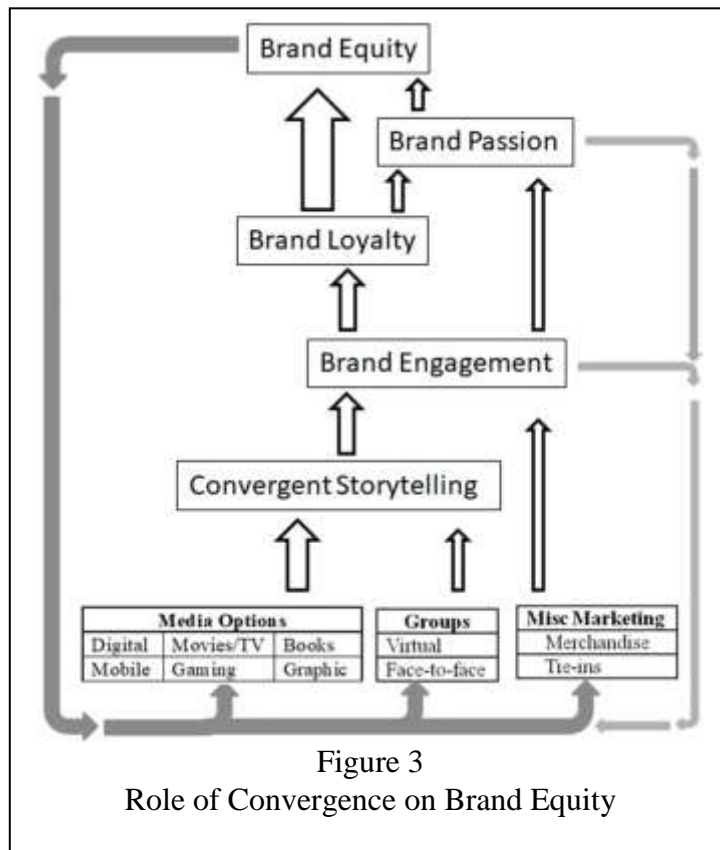 Brand Equity
Brand Passion
Brand Loyalty
Brand Engagement
Convergent Storytelling
Media Options
Digital Movies/TV Books
Mobile Gaming Graphic
Groups
Virtual
Face-to-face
Misc Marketing
Merchandise
Tie-ins
Figure 3
Role of Convergence on Brand Equity